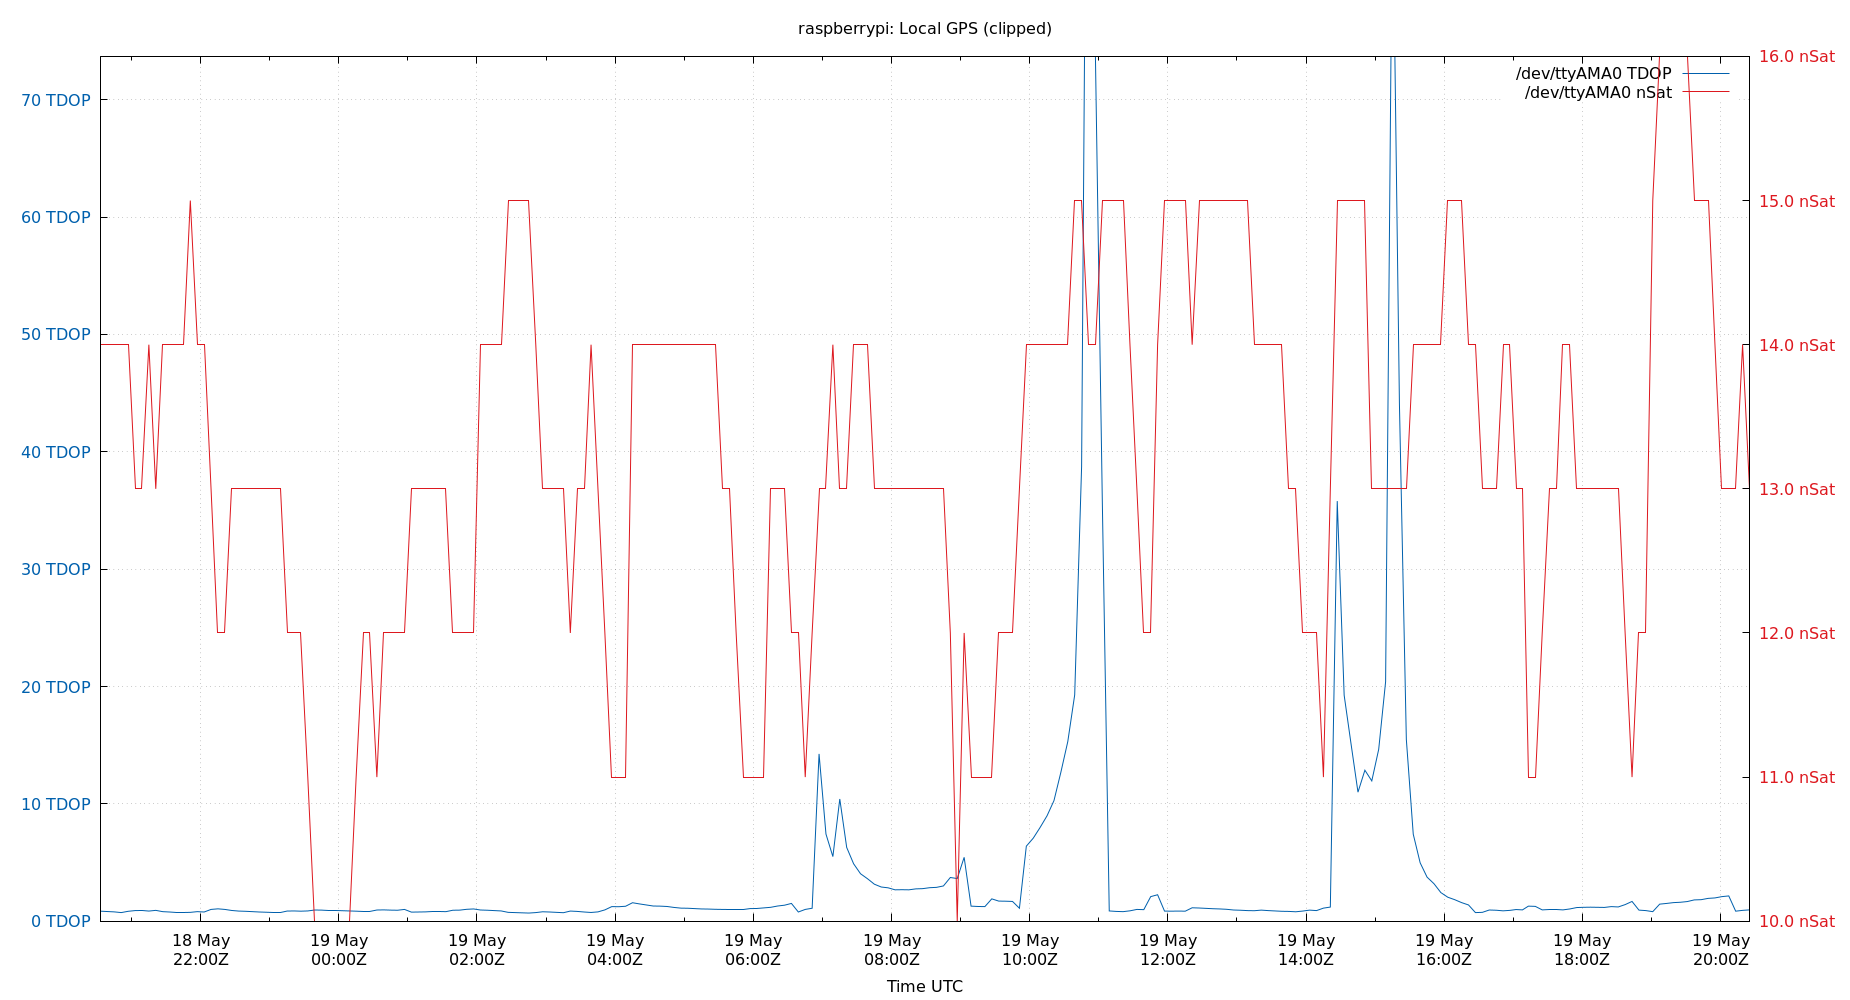 raspberrypi: Local GPS (clipped)
16.0 nSat
/dev/ttyAMA0 TDOP
/dev/ttyAMA0 nSat
70 TDOP
60 TDOP
15.0 nSat
50 TDOP
14.0 nSat
40 TDOP
13.0 nSat
30 TDOP
12.0 nSat
20 TDOP
11.0 nSat
10 TDOP
0 TDOP
10.0 nSat
18 May 19 May 19 May 19 May 19 May 19 May 19 May 19 May 19 May 19 May 19 May 19 May
22:00Z 00:00Z 02:00Z 04:00Z 06:00Z 08:00Z 10:00Z 12:00Z 14:00Z 16:00Z 18:00Z 20:00Z
Time UTC